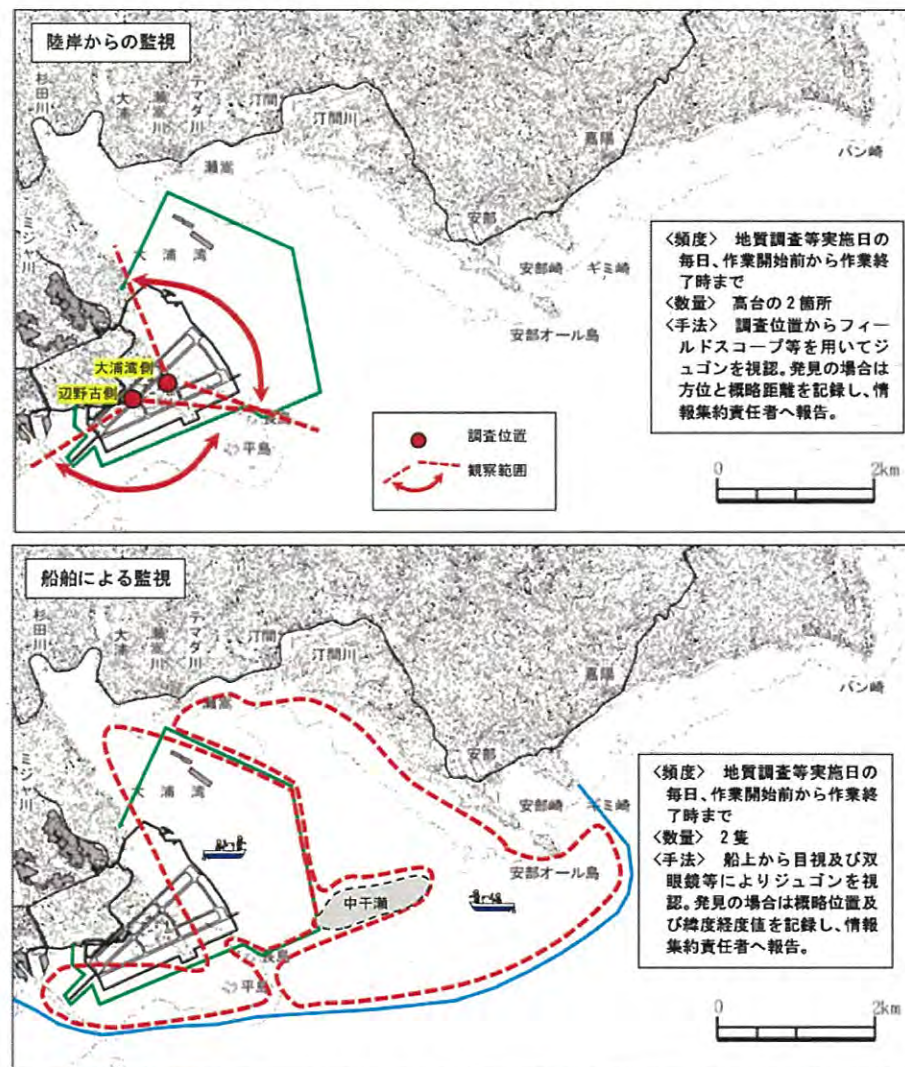 陸岸からの監視
杉田川
大浦
テマダ川
汀間
汀間川
瀬嵩
嘉陽
バン崎
安部
安部崎
ギミ崎
安部オール島
ミジャ川
大浦湾
大浦湾側
辺野古側
長島
平島
調査位置
観察範囲
〈頻度〉 地質調査等実施日の
毎日、作業開始前から作業終
了時まで
〈数量〉 高台の2箇所
〈手法〉 調査位置からフィー
ルドスコープ等を用いてジ
ュゴンを視認。発見の場合は
方位と概略距離を記録し、情
報集約責任者へ報告。
0 2km
船舶による監視
杉田川
大浦
テマダ川
汀間
汀間川
瀬嵩
嘉陽
バン崎
安部
安部崎
ギミ崎
安部オール島
ミジャ川
大浦湾
中干瀬
長島
平島
〈頻度〉 地質調査等実施日の
毎日、作業開始前から作業終
了時まで
〈数量〉 2隻
〈手法〉 船上から目視及び双
眼鏡等によりジュゴンを視
認。発見の場合は概略位置及
び緯度経度値を記録し、情報
集約責任者へ報告。
0 2km